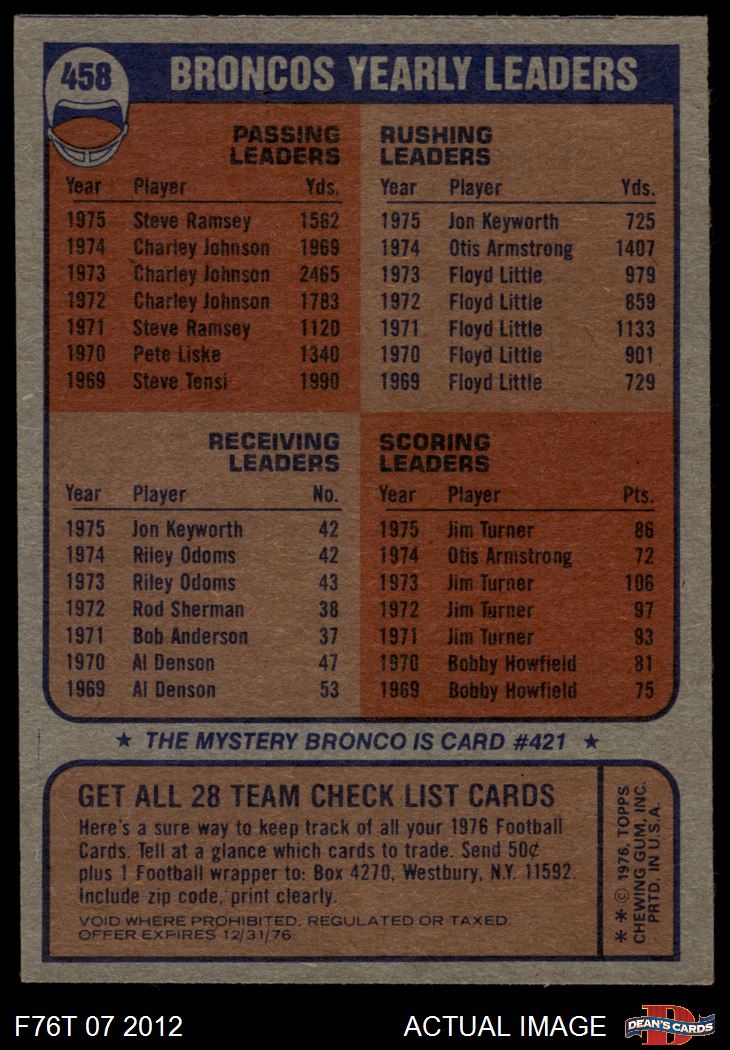 458
BRONCOS YEARLY LEADERS
PASSING
LEADERS
Year Player Yds.
1975 Steve Ramsey 1562
1974 Charley Johnson 1969
1973 Charley Johnson 2465
1972 Charley Johnson 1783
1971 Steve Ramsey 1120
1970 Pete Liske 1340
1969 Steve Tensi 1990
RUSHING
LEADERS
Year Player Yds.
1975 Jon Keyworth 725
1974 Otis Armstrong 1407
1973 Floyd Little 979
1972 Floyd Little 859
1971 Floyd Little 1133
1970 Floyd Little 901
1969 Floyd Little 729
RECEIVING
LEADERS
Year Player No.
1975 Jon Keyworth 42
1974 Riley Odoms 42
1973 Riley Odoms 43
1972 Rod Sherman 38
1971 Bob Anderson 37
1970 Al Denson 47
1969 Al Denson 53
SCORING
LEADERS
Year Player Pts.
1975 Jim Turner 86
1974 Otis Armstrong 72
1973 Jim Turner 106
1972 Jim Turner 97
1971 Jim Turner 93
1970 Bobby Howfield 81
1969 Bobby Howfield 75
★ THE MYSTERY BRONCO IS CARD #421 ★
GET ALL 28 TEAM CHECK LIST CARDS
Here's a sure way to keep track of all your 1976 Football
Cards. Tell at a glance which cards to trade. Send 50¢
plus 1 Football wrapper to: Box 4270, Westbury, N.Y. 11592.
Include zip code, print clearly.
VOID WHERE PROHIBITED, REGULATED OR TAXED.
OFFER EXPIRES 12/31/76
** © 1976, TOPPS
CHEWING GUM, INC.
PRTD. IN U.S.A.
F76T 07 2012
ACTUAL IMAGE
D
DEAN'S CARDS